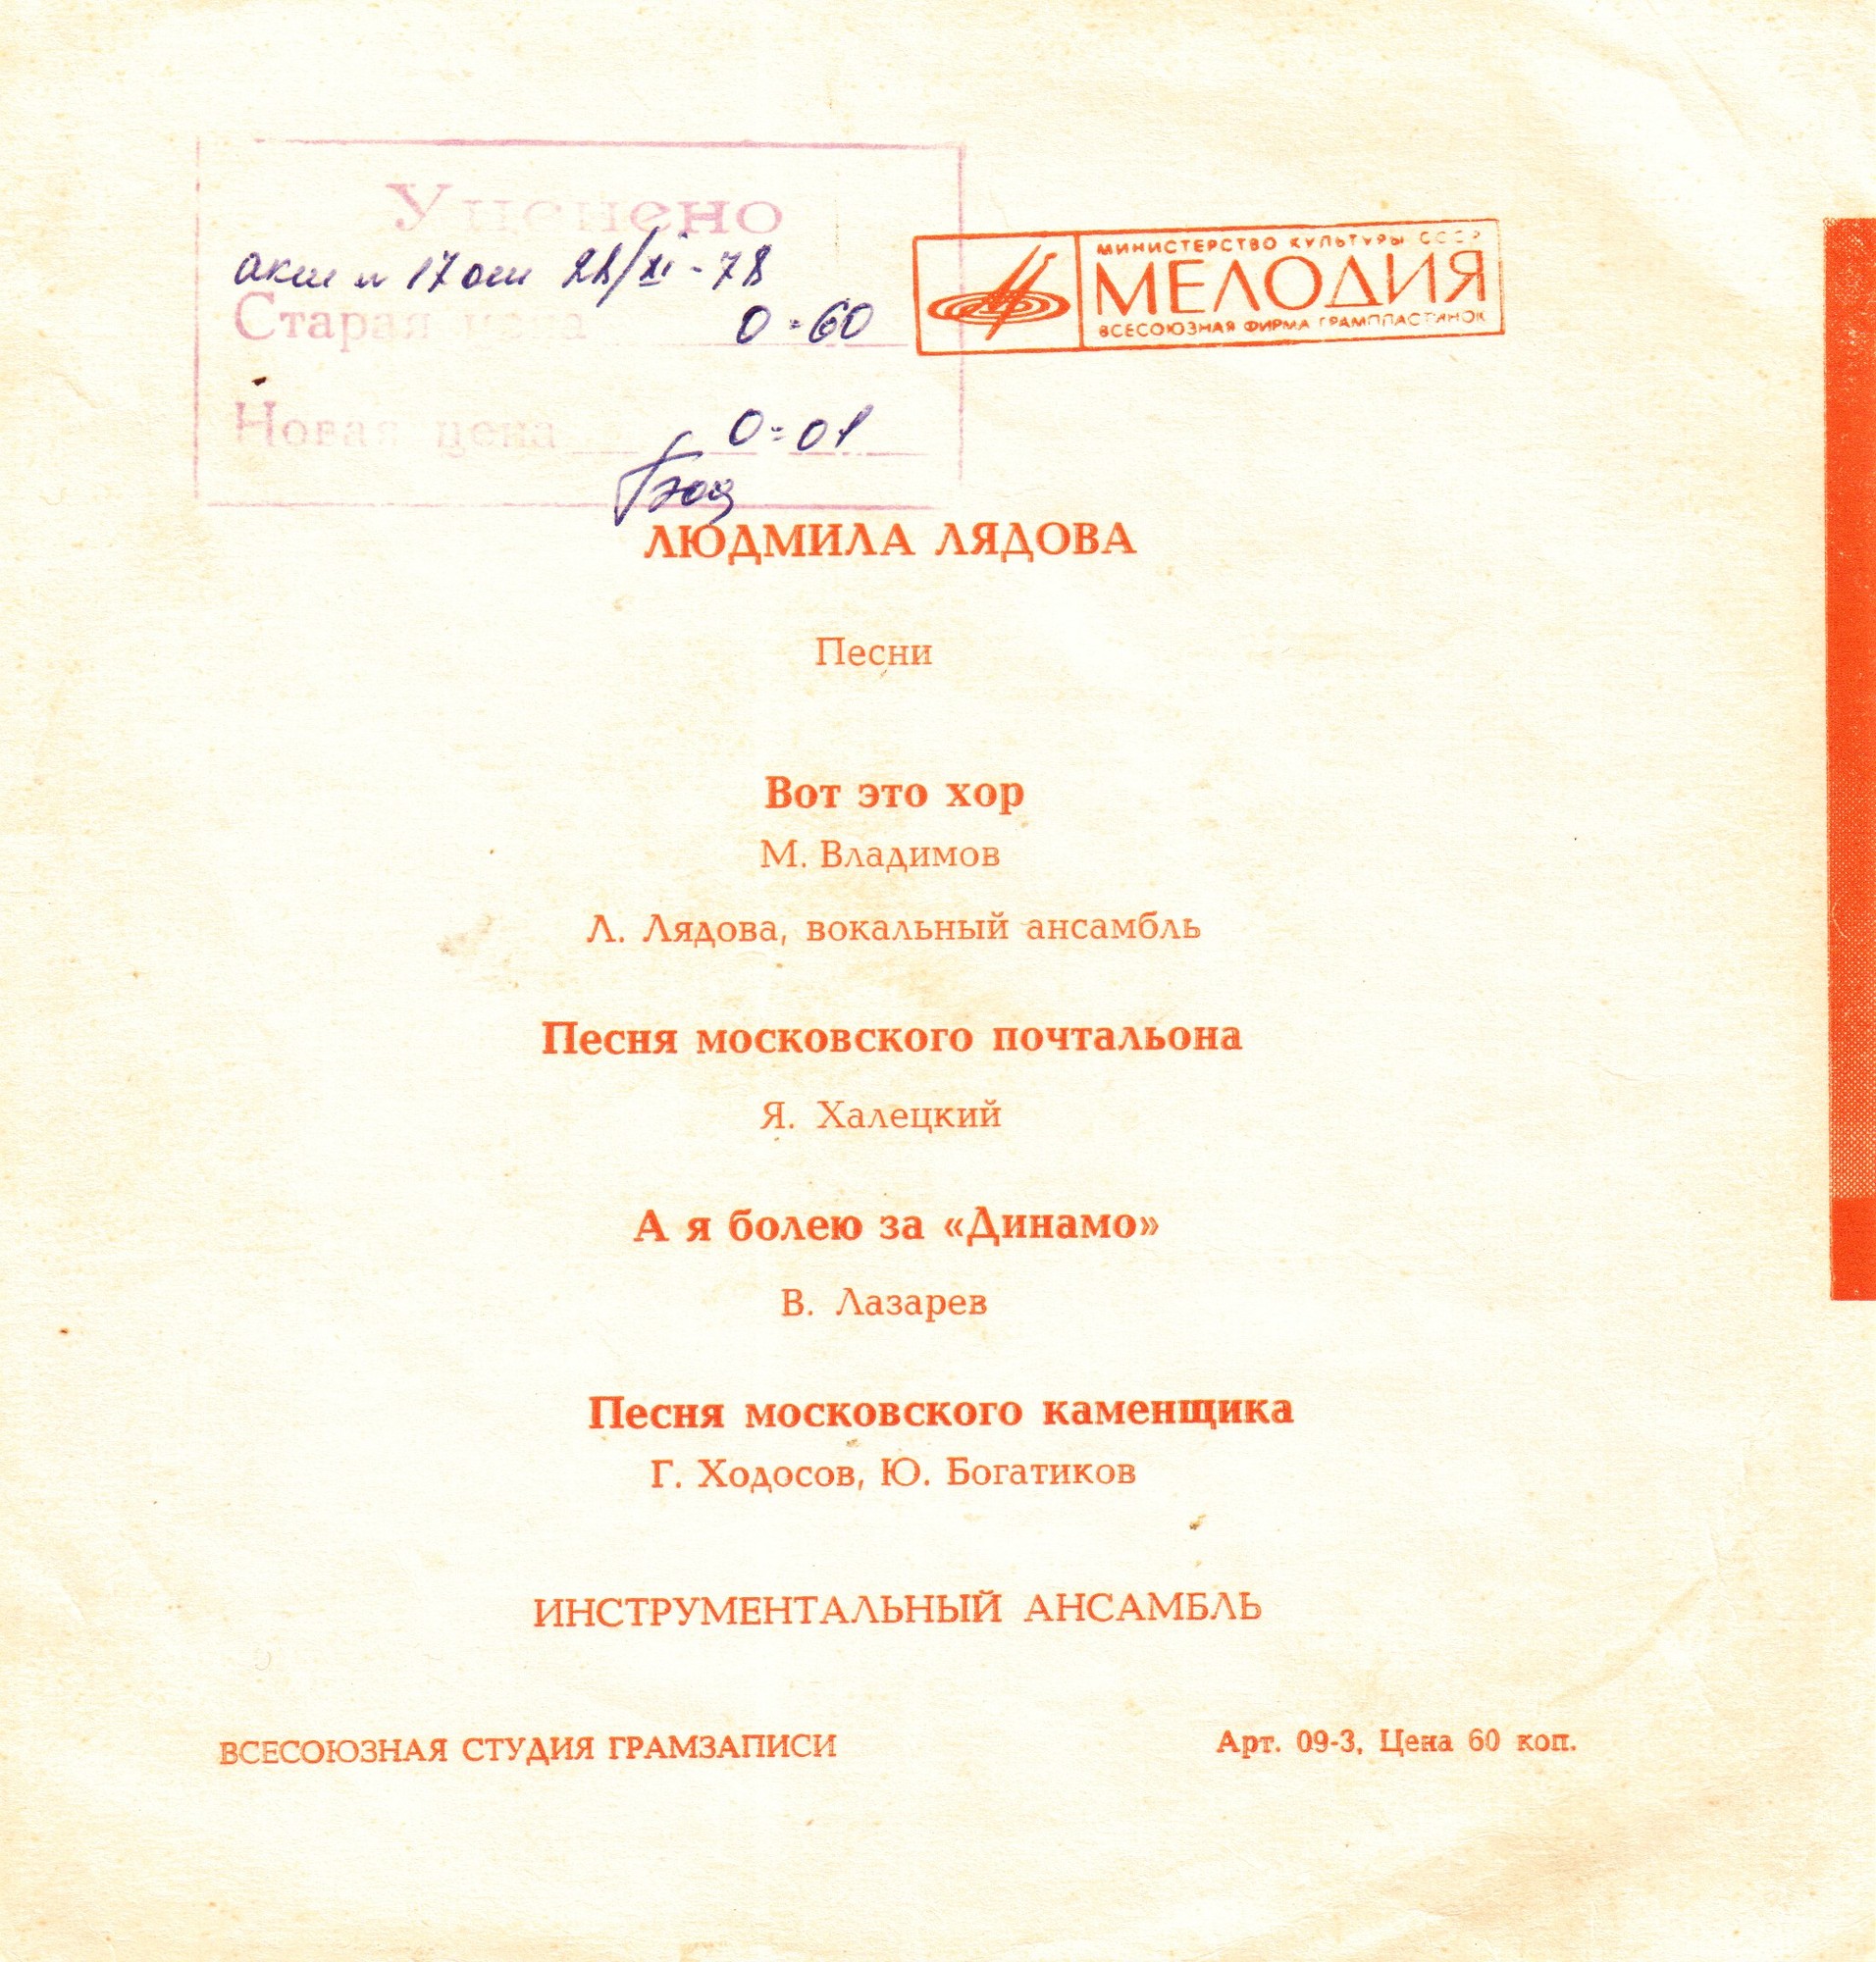 Уценено
акт № 17 от 28/XI-78
Старая цена 0=60
Новая цена 0=01
МИНИСТЕРСТВО КУЛЬТУРЫ СССР
МЕЛОДИЯ
ВСЕСОЮЗНАЯ ФИРМА ГРАМПЛАСТИНОК
ЛЮДМИЛА ЛЯДОВА
Песни
Вот это хор
М. Владимов
Л. Лядова, вокальный ансамбль
Песня московского почтальона
Я. Халецкий
А я болею за «Динамо»
В. Лазарев
Песня московского каменщика
Г. Ходосов, Ю. Богатиков
ИНСТРУМЕНТАЛЬНЫЙ АНСАМБЛЬ
ВСЕСОЮЗНАЯ СТУДИЯ ГРАМЗАПИСИ
Арт. 09-3, Цена 60 коп.